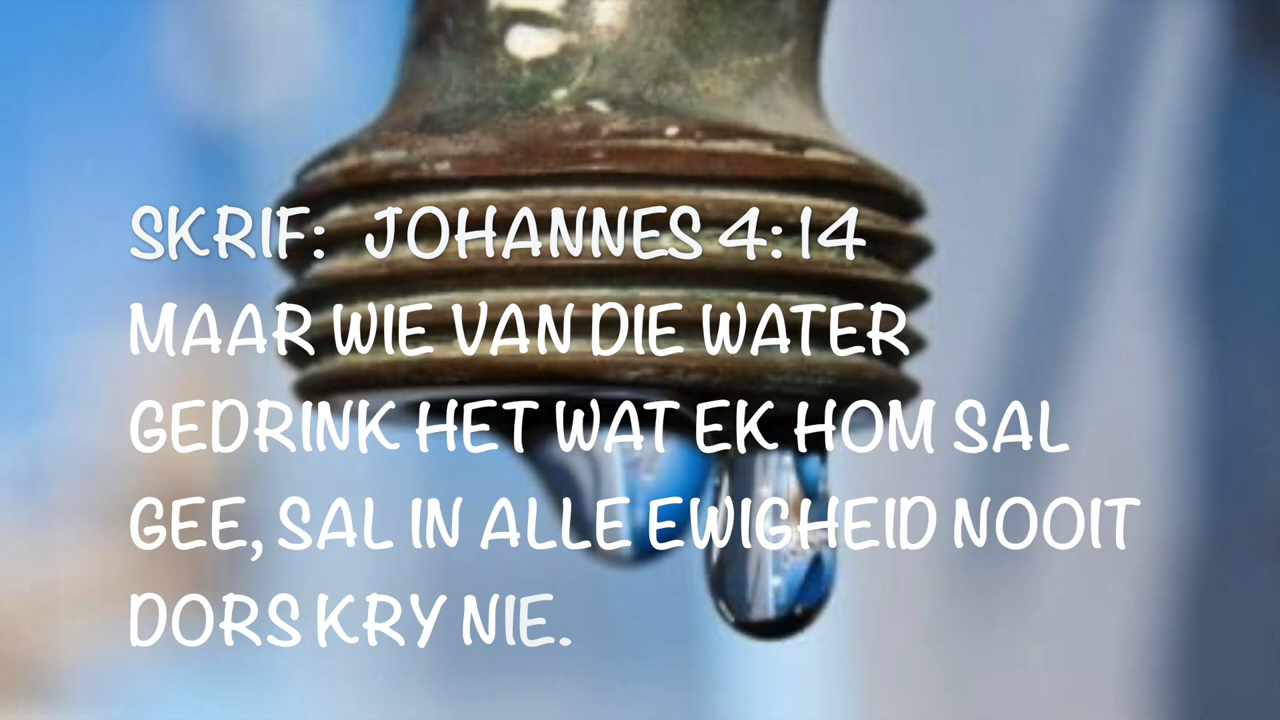 SKRIF: JOHANNES 4:14
MAAR WIE VAN DIE WATER
GEDRINK HET WAT EK HOM SAL
GEE, SAL IN ALLE EWIGHEID NOOIT
DORS KRY NIE.